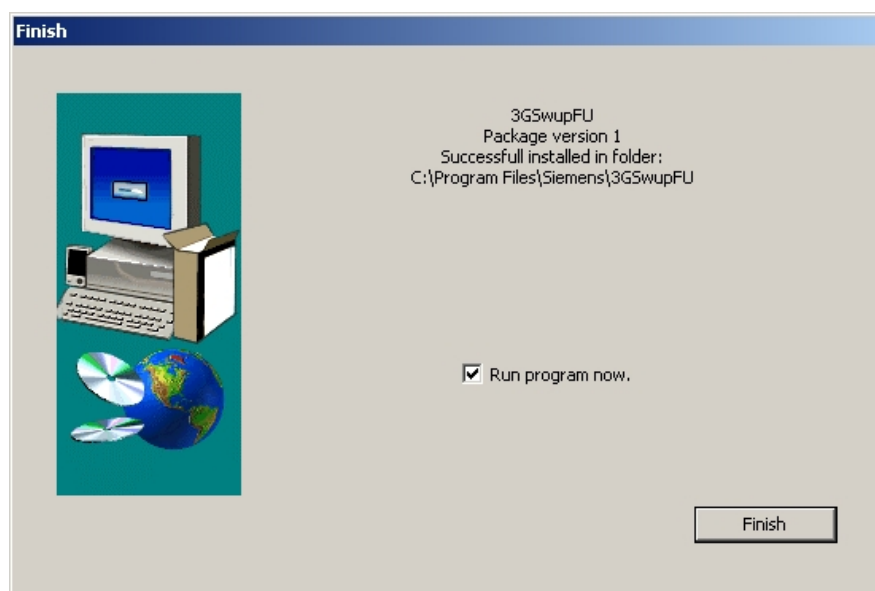 Finish
3GSwupFU
Package version 1
Successfull installed in folder:
C:\Program Files\Siemens\3GSwupFU
Run program now.
Finish